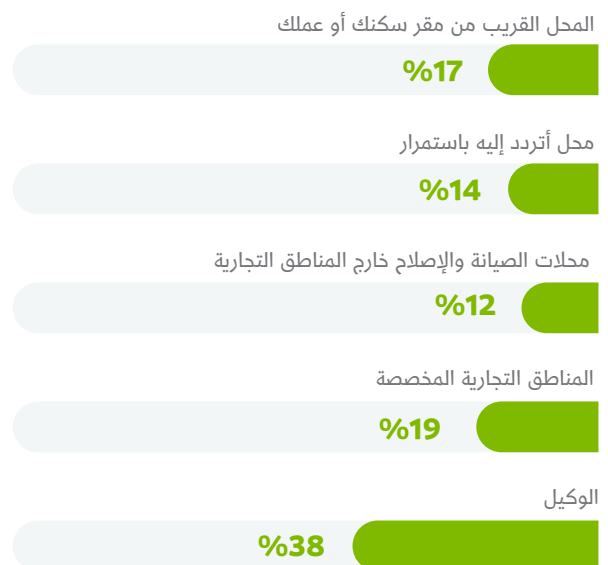 المحل القريب من مقر سكنك أو عملك
%17
محل أتردد إليه باستمرار
%14
محلات الصيانة والإصلاح خارج المناطق التجارية
%12
المناطق التجارية المخصصة
%19
الوكيل
%38